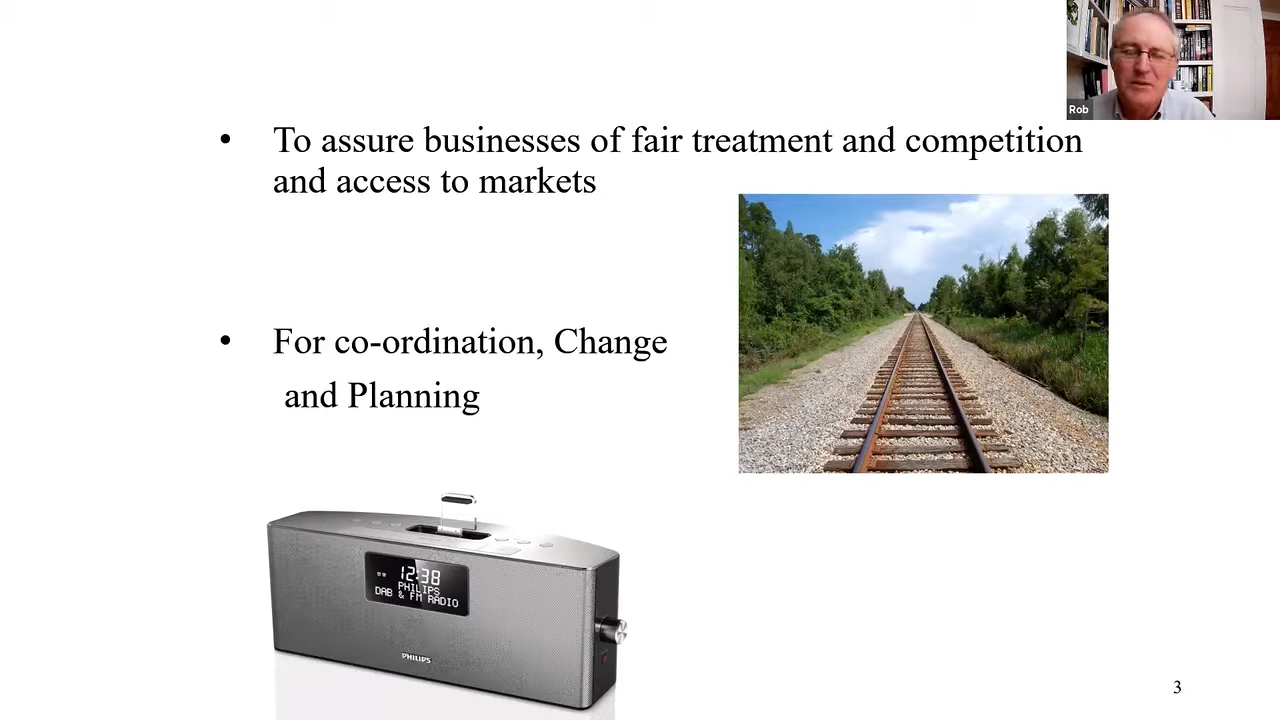 Rob
• To assure businesses of fair treatment and competition
and access to markets
• For co-ordination, Change
and Planning
12:38
PHILIPS
DAB & FM RADIO
PHILIPS
3